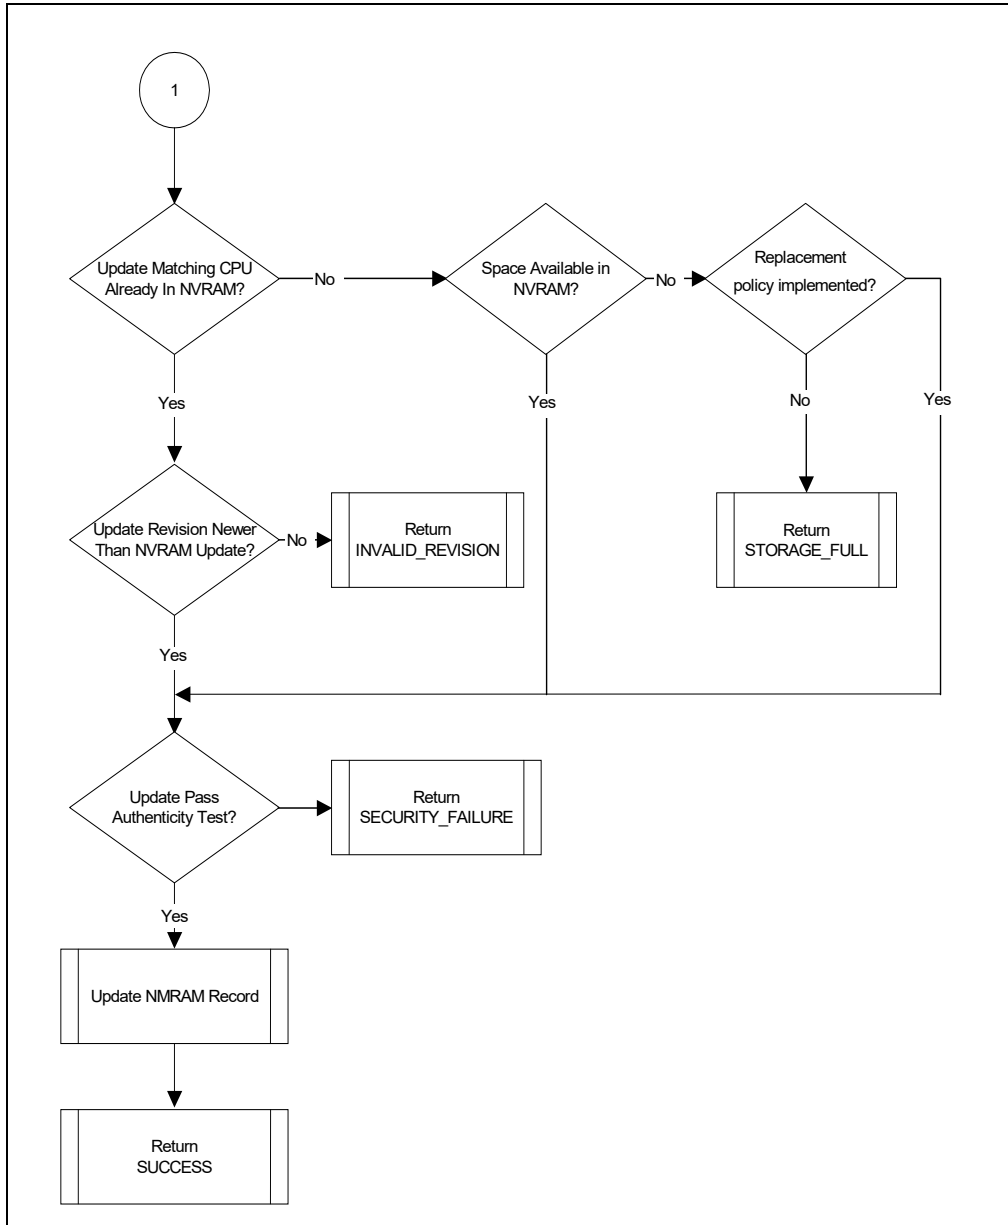 1
Update Matching CPU
Already In NVRAM?
No
Space Available in
NVRAM?
No
Replacement
policy implemented?
Yes
Yes
No
Yes
Update Revision Newer
Than NVRAM Update?
No
Return
INVALID_REVISION
Return
STORAGE_FULL
Yes
Update Pass
Authenticity Test?
Return
SECURITY_FAILURE
Yes
Update NMRAM Record
Return
SUCCESS